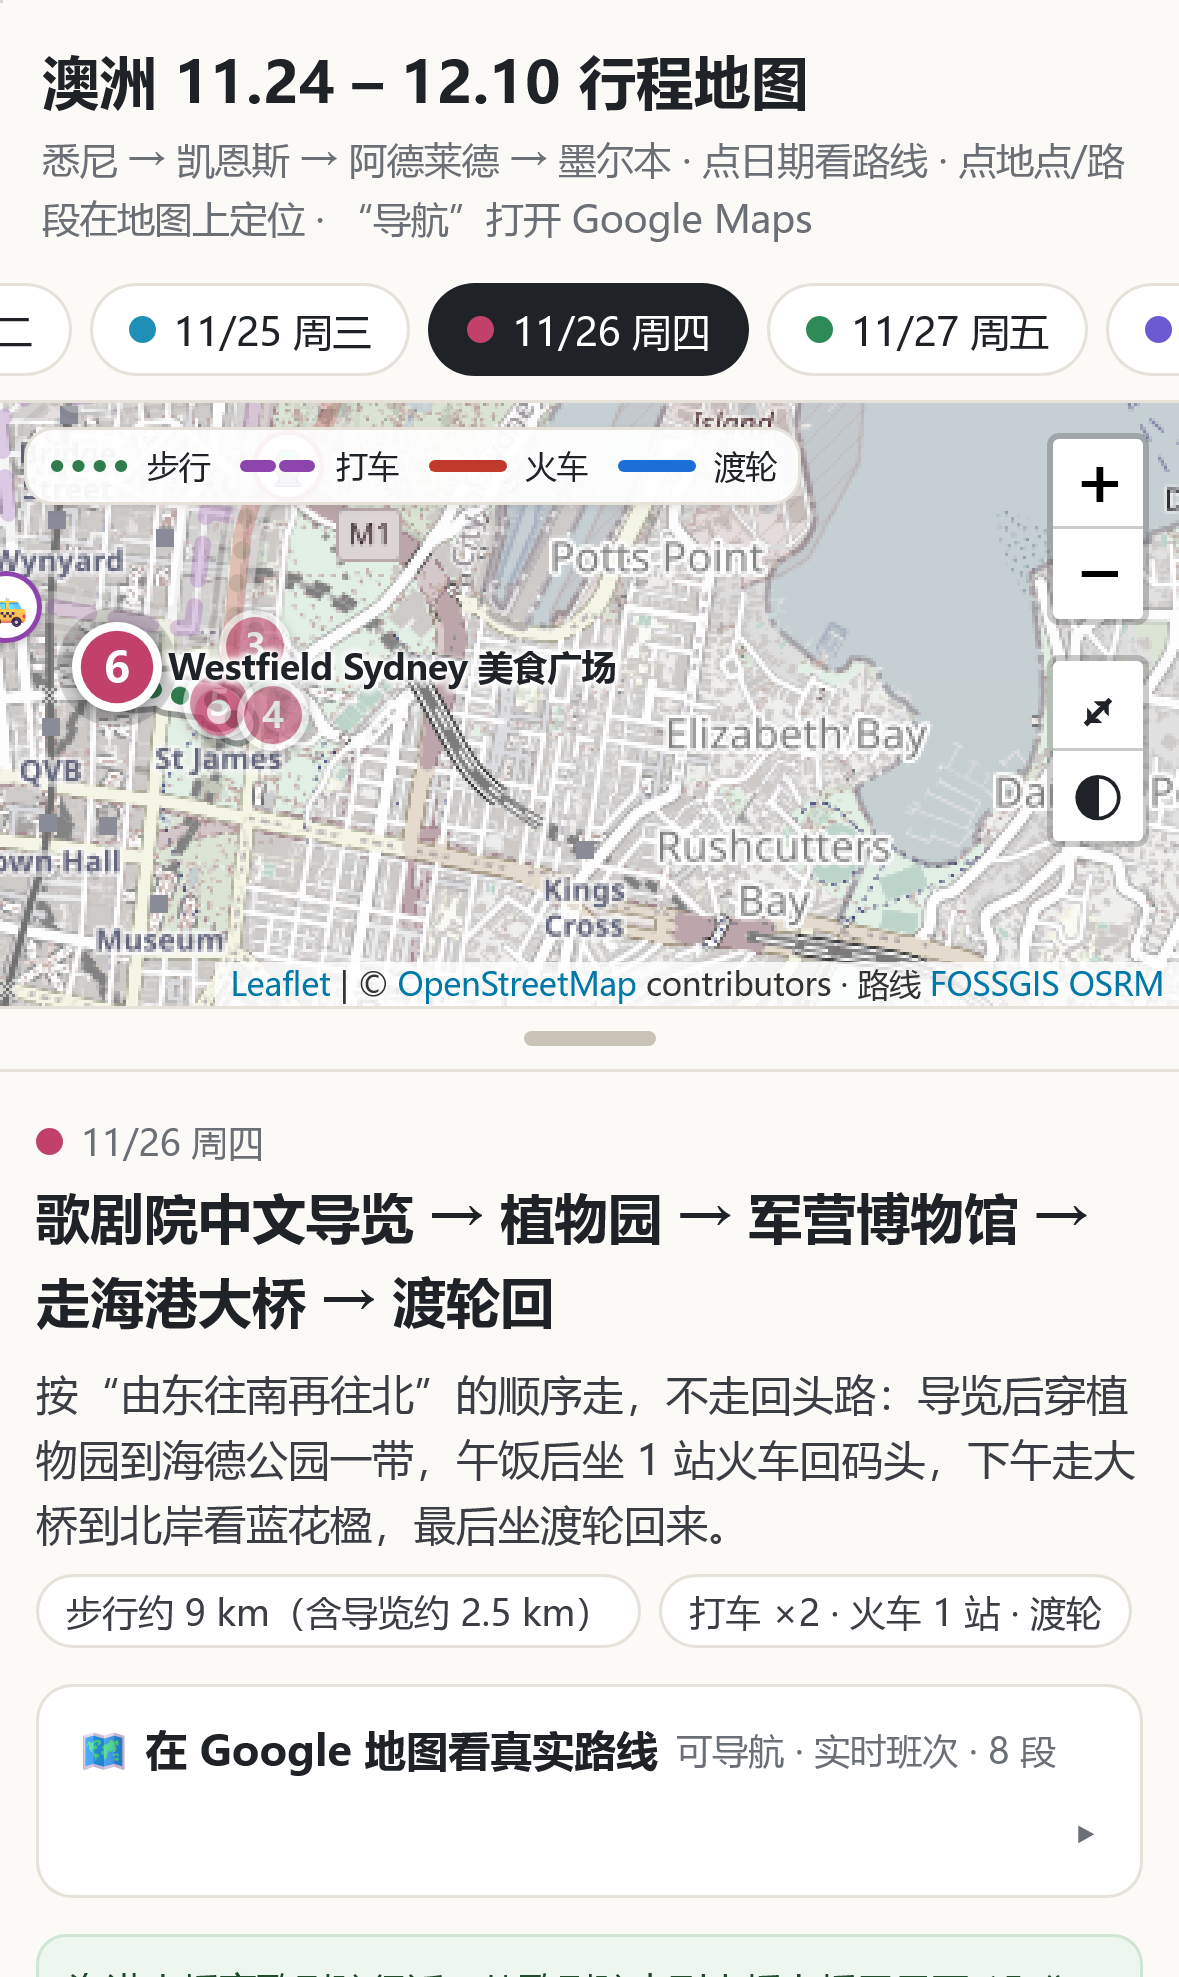 澳洲 11.24 – 12.10 行程地图
悉尼 → 凯恩斯 → 阿德莱德 → 墨尔本 · 点日期看路线 · 点地点/路
段在地图上定位 · “导航” 打开 Google Maps
二
11/25 周三
11/26 周四
11/27 周五
Island
步行
打车
火车
渡轮
M1
Potts Point
Wynyard
3
6
Westfield Sydney 美食广场
5
4
Elizabeth Bay
St James
QVB
Rushcutters
Bay
own Hall
Kings
Cross
Museum
Leaflet | © OpenStreetMap contributors · 路线 FOSSGIS OSRM
11/26 周四
歌剧院中文导览 → 植物园 → 军营博物馆 →
走海港大桥 → 渡轮回
按“由东往南再往北”的顺序走，不走回头路：导览后穿植
物园到海德公园一带，午饭后坐 1 站火车回码头，下午走大
桥到北岸看蓝花楹，最后坐渡轮回来。
步行约 9 km（含导览约 2.5 km）
打车 ×2 · 火车 1 站 · 渡轮
在 Google 地图看真实路线 可导航 · 实时班次 · 8 段